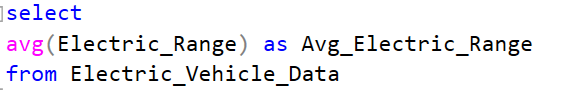 select
avg(Electric_Range) as Avg_Electric_Range
from Electric_Vehicle_Data